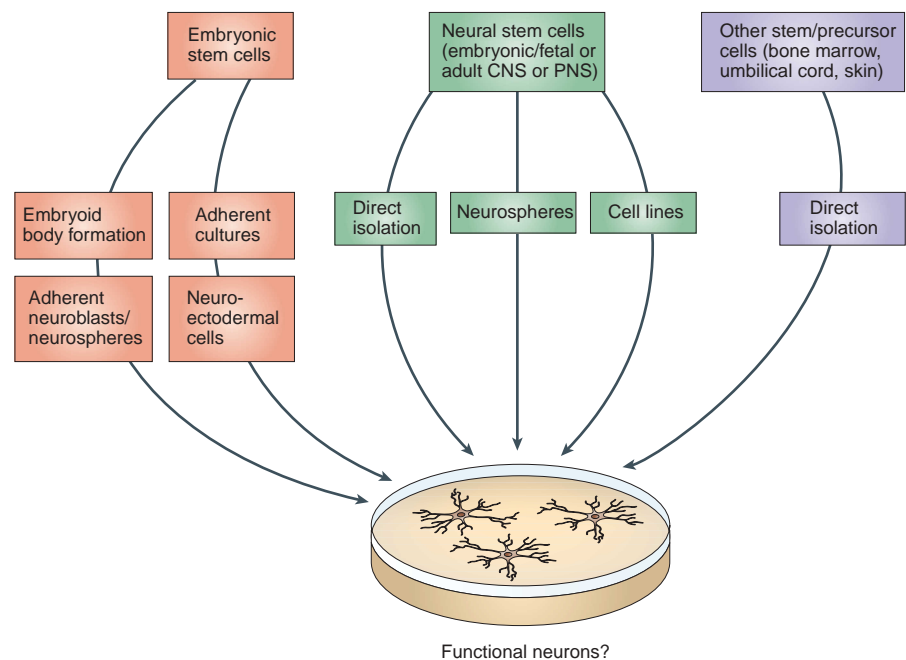 Embryonic
stem cells
Neural stem cells
(embryonic/fetal or
adult CNS or PNS)
Other stem/precursor
cells (bone marrow,
umbilical cord, skin)
Embryoid
body formation
Adherent
cultures
Direct
isolation
Neurospheres
Cell lines
Direct
isolation
Adherent
neuroblasts/
neurospheres
Neuro-
ectodermal
cells
Functional neurons?